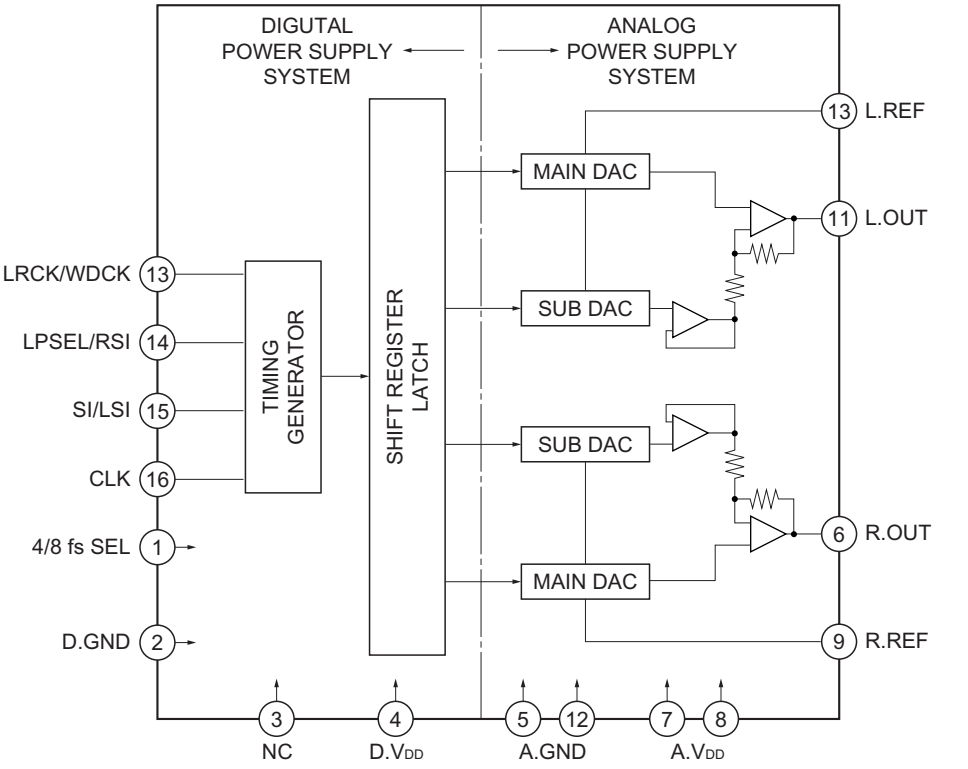 DIGUTAL
POWER SUPPLY
SYSTEM
ANALOG
POWER SUPPLY
SYSTEM
13 L.REF
MAIN DAC
11 L.OUT
LRCK/WDCK 13
SUB DAC
LPSEL/RSI 14
TIMING
GENERATOR
SHIFT REGISTER
LATCH
SI/LSI 15
SUB DAC
CLK 16
4/8 fs SEL 1
6 R.OUT
MAIN DAC
D.GND 2
9 R.REF
3
NC
4
D.VDD
5 12
A.GND
7 8
A.VDD